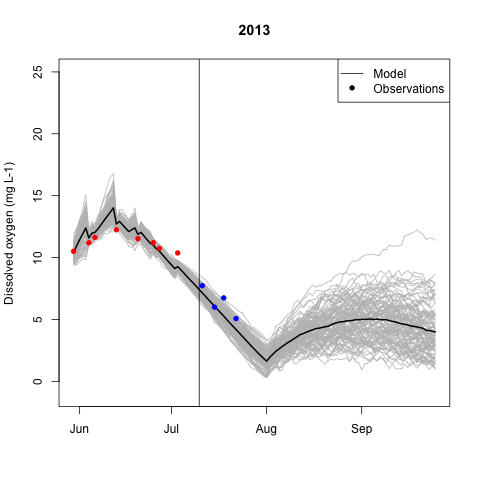 2013
Model
Observations
Dissolved oxygen (mg L-1)
25
20
15
10
5
0
Jun
Jul
Aug
Sep